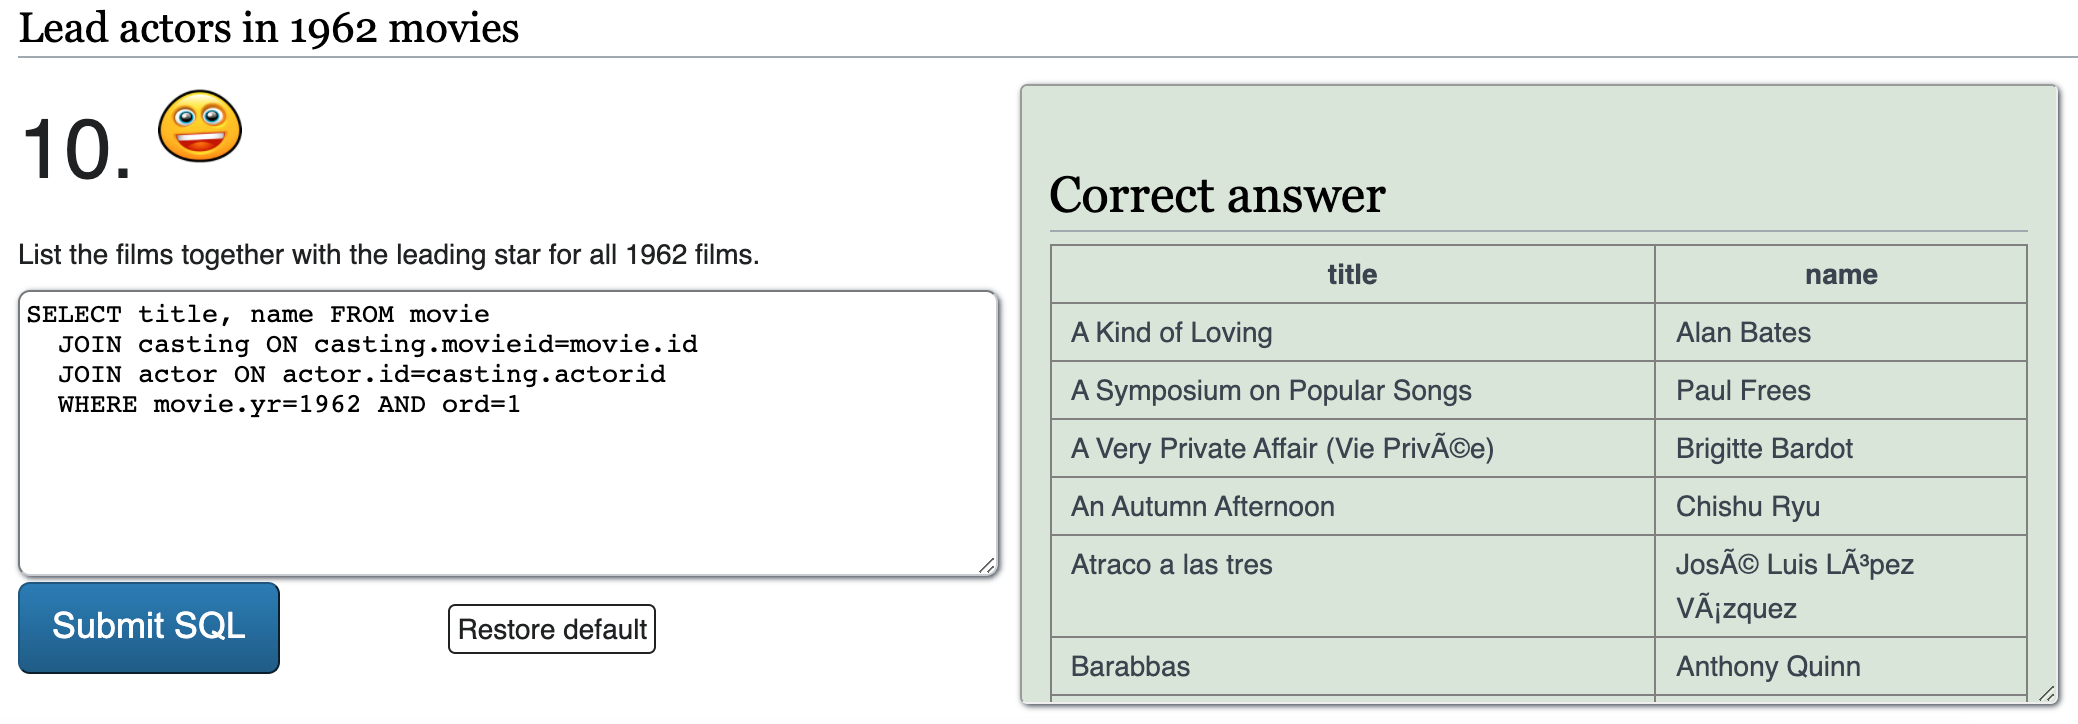 Lead actors in 1962 movies
10.
List the films together with the leading star for all 1962 films.
SELECT title, name FROM movie
  JOIN casting ON casting.movieid=movie.id
  JOIN actor ON actor.id=casting.actorid
  WHERE movie.yr=1962 AND ord=1
Submit SQL
Restore default
Correct answer
title name
A Kind of Loving Alan Bates
A Symposium on Popular Songs Paul Frees
A Very Private Affair (Vie PrivÃ©e) Brigitte Bardot
An Autumn Afternoon Chishu Ryu
Atraco a las tres JosÃ© Luis LÃ³pez
VÃ¡zquez
Barabbas Anthony Quinn